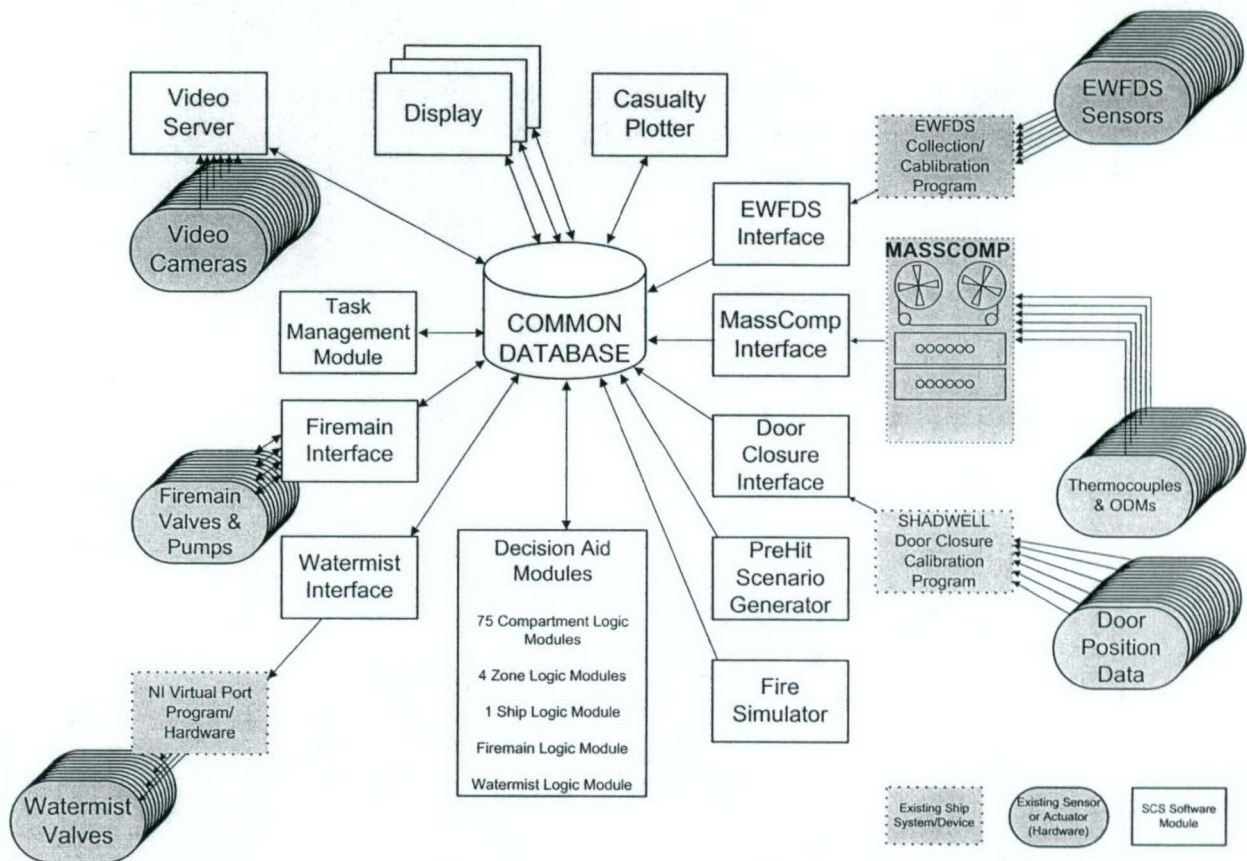 Video
Server
Display
Casualty
Plotter
EWFDS
Sensors
EWFDS
Collection/
Cablibration
Program
Video
Cameras
EWFDS
Interface
MASSCOMP
Task
Management
Module
COMMON
DATABASE
MassComp
Interface
Firemain
Interface
Door
Closure
Interface
Thermocouples
& ODMs
Firemain
Valves &
Pumps
SHADWELL
Door Closure
Calibration
Program
Watermist
Interface
Decision Aid
Modules
75 Compartment Logic
Modules
4 Zone Logic Modules
1 Ship Logic Module
Firemain Logic Module
Watermist Logic Module
PreHit
Scenario
Generator
Door
Position
Data
NI Virtual Port
Program/
Hardware
Fire
Simulator
Watermist
Valves
Existing Ship
System/Device
Existing Sensor
or Actuator
(Hardware)
SCS Software
Module